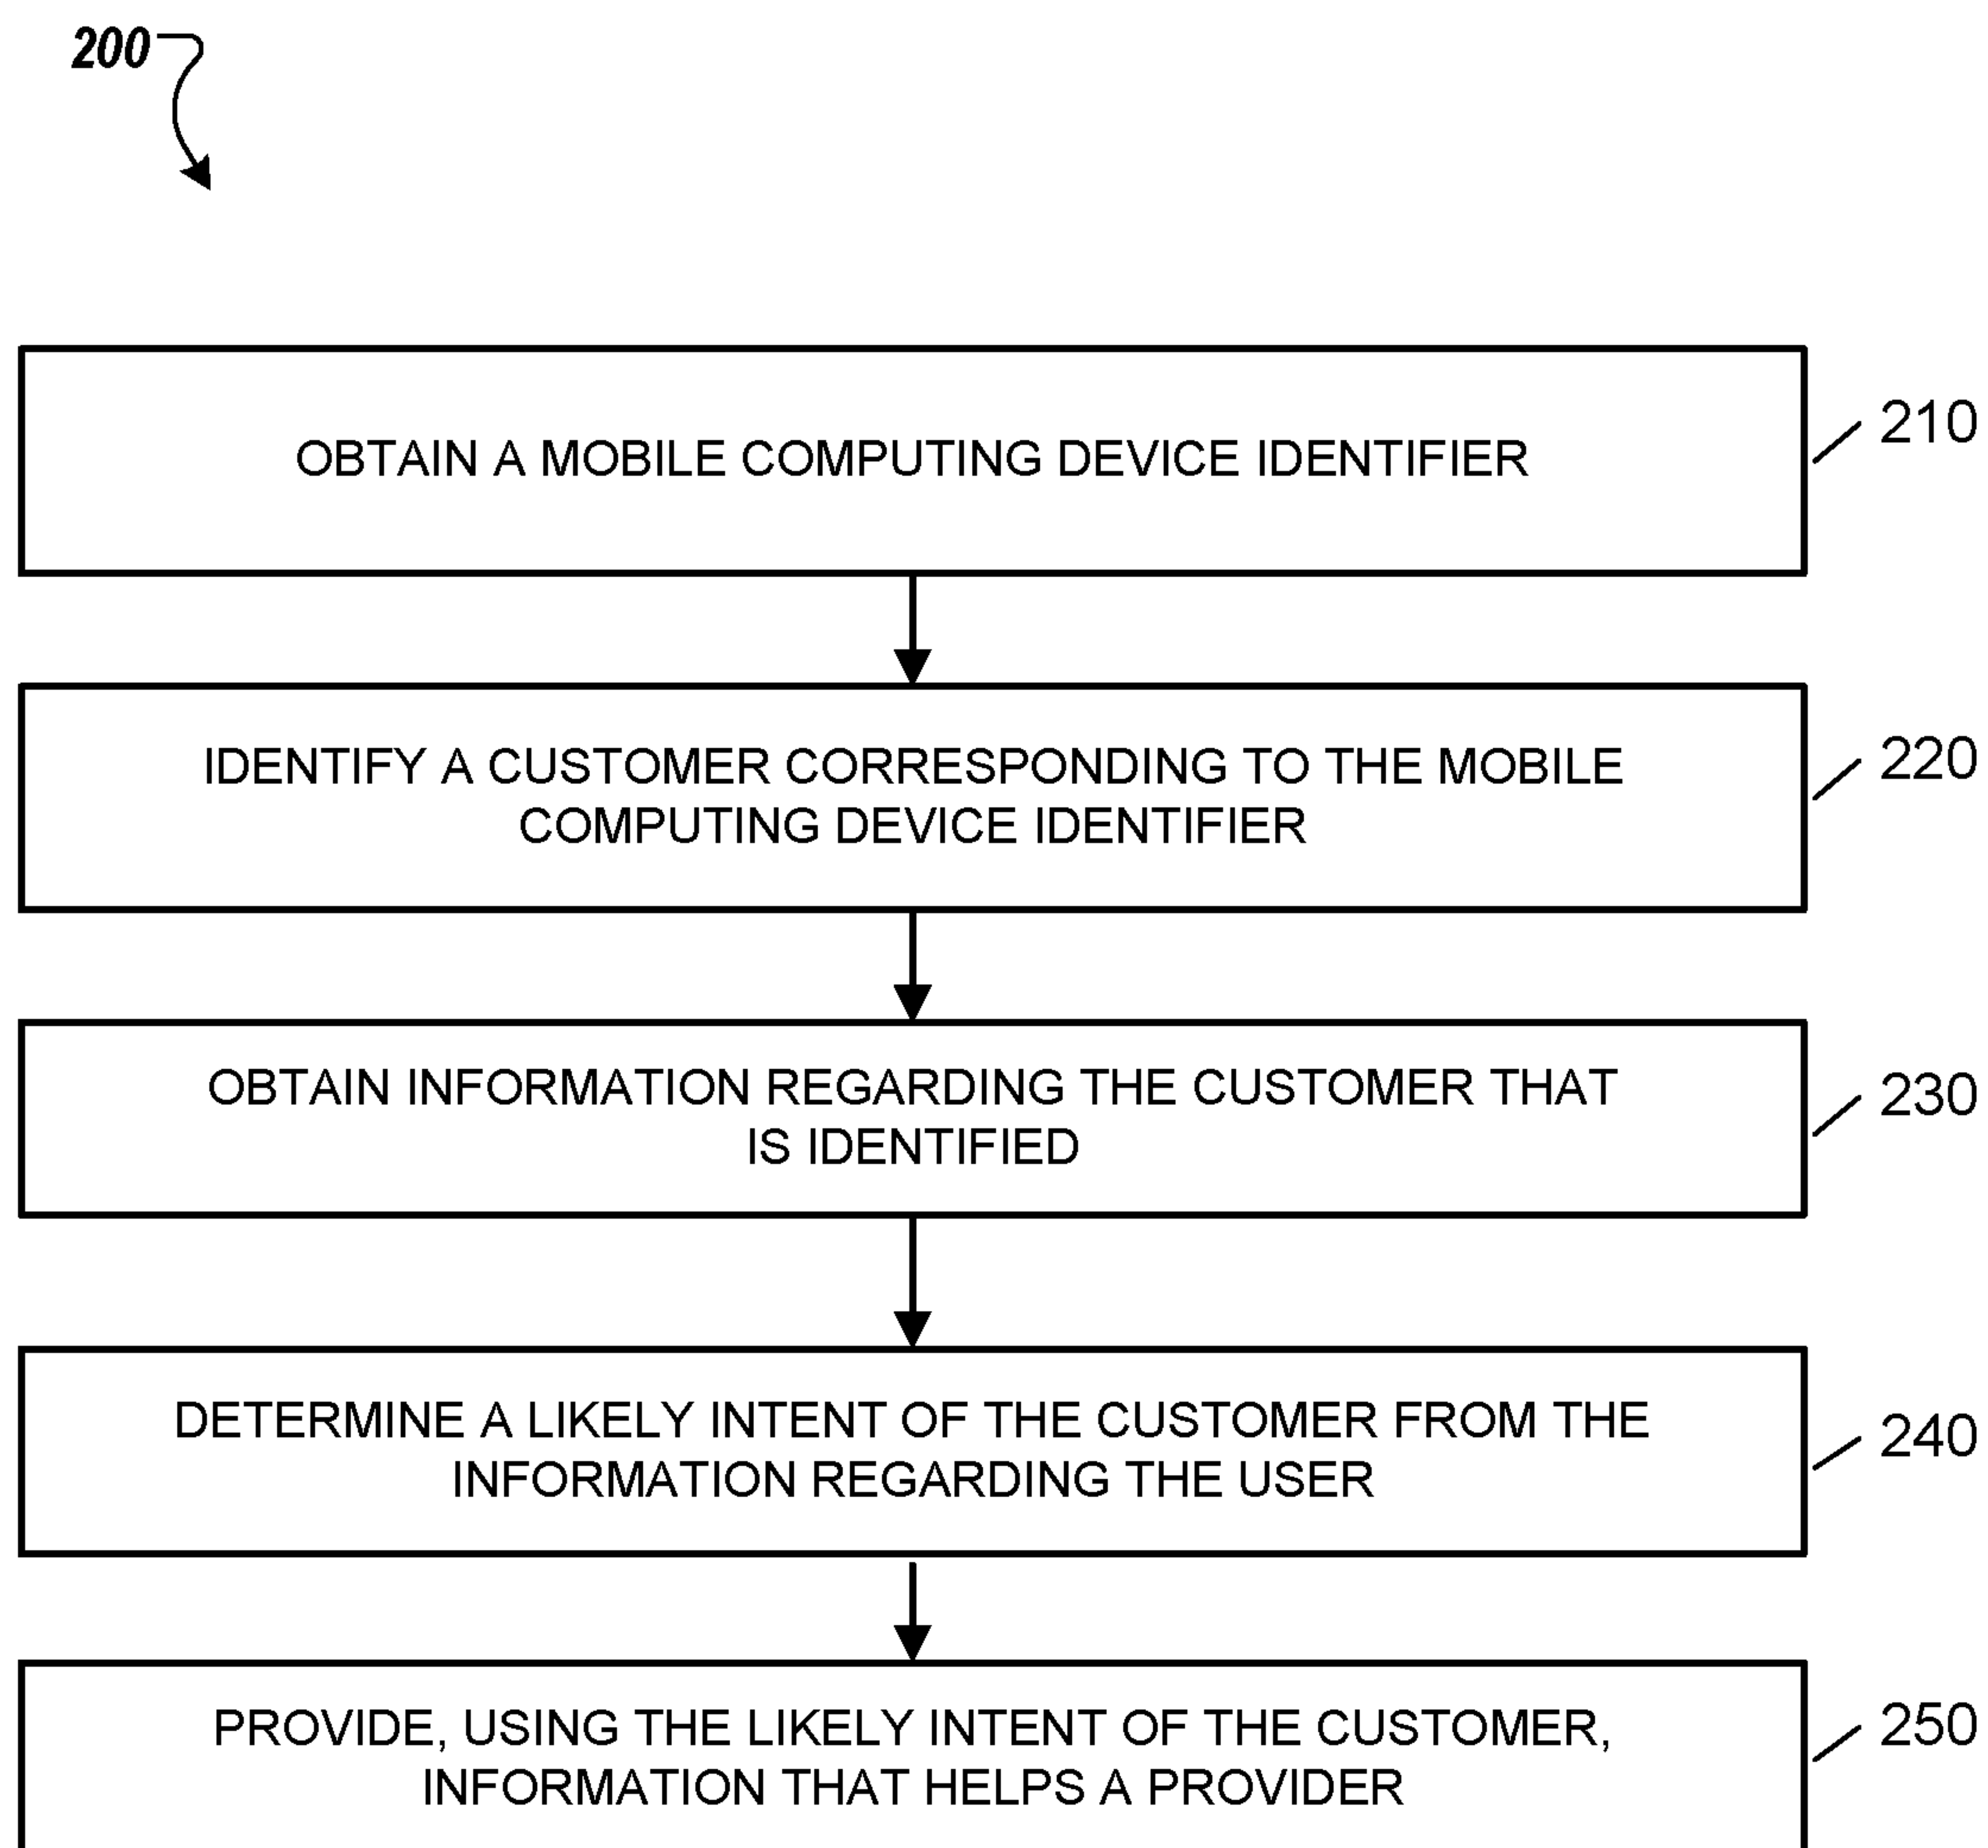 200
OBTAIN A MOBILE COMPUTING DEVICE IDENTIFIER
210
IDENTIFY A CUSTOMER CORRESPONDING TO THE MOBILE
COMPUTING DEVICE IDENTIFIER
220
OBTAIN INFORMATION REGARDING THE CUSTOMER THAT
IS IDENTIFIED
230
DETERMINE A LIKELY INTENT OF THE CUSTOMER FROM THE
INFORMATION REGARDING THE USER
240
PROVIDE, USING THE LIKELY INTENT OF THE CUSTOMER,
INFORMATION THAT HELPS A PROVIDER
250